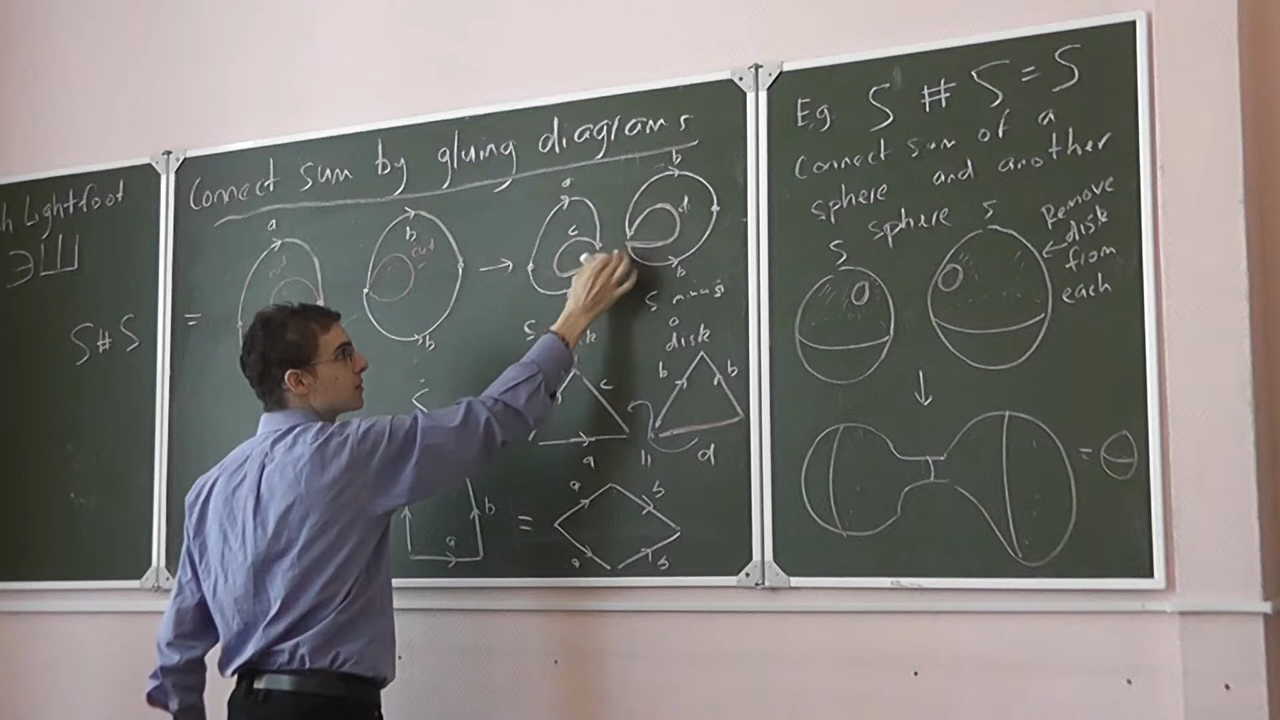 h Lightfoot
ЭШ
S # S
=
Connect sum by gluing diagrams
a
cut
b
cut
b
→
a
c
b
d
b
S minus
a
disk
S
k
c
a
b
b
=
d
b
a
=
a
b
a
b
E.g. S # S = S
Connect sum of a
sphere and another
sphere
S
S
Remove
disk
from
each
=